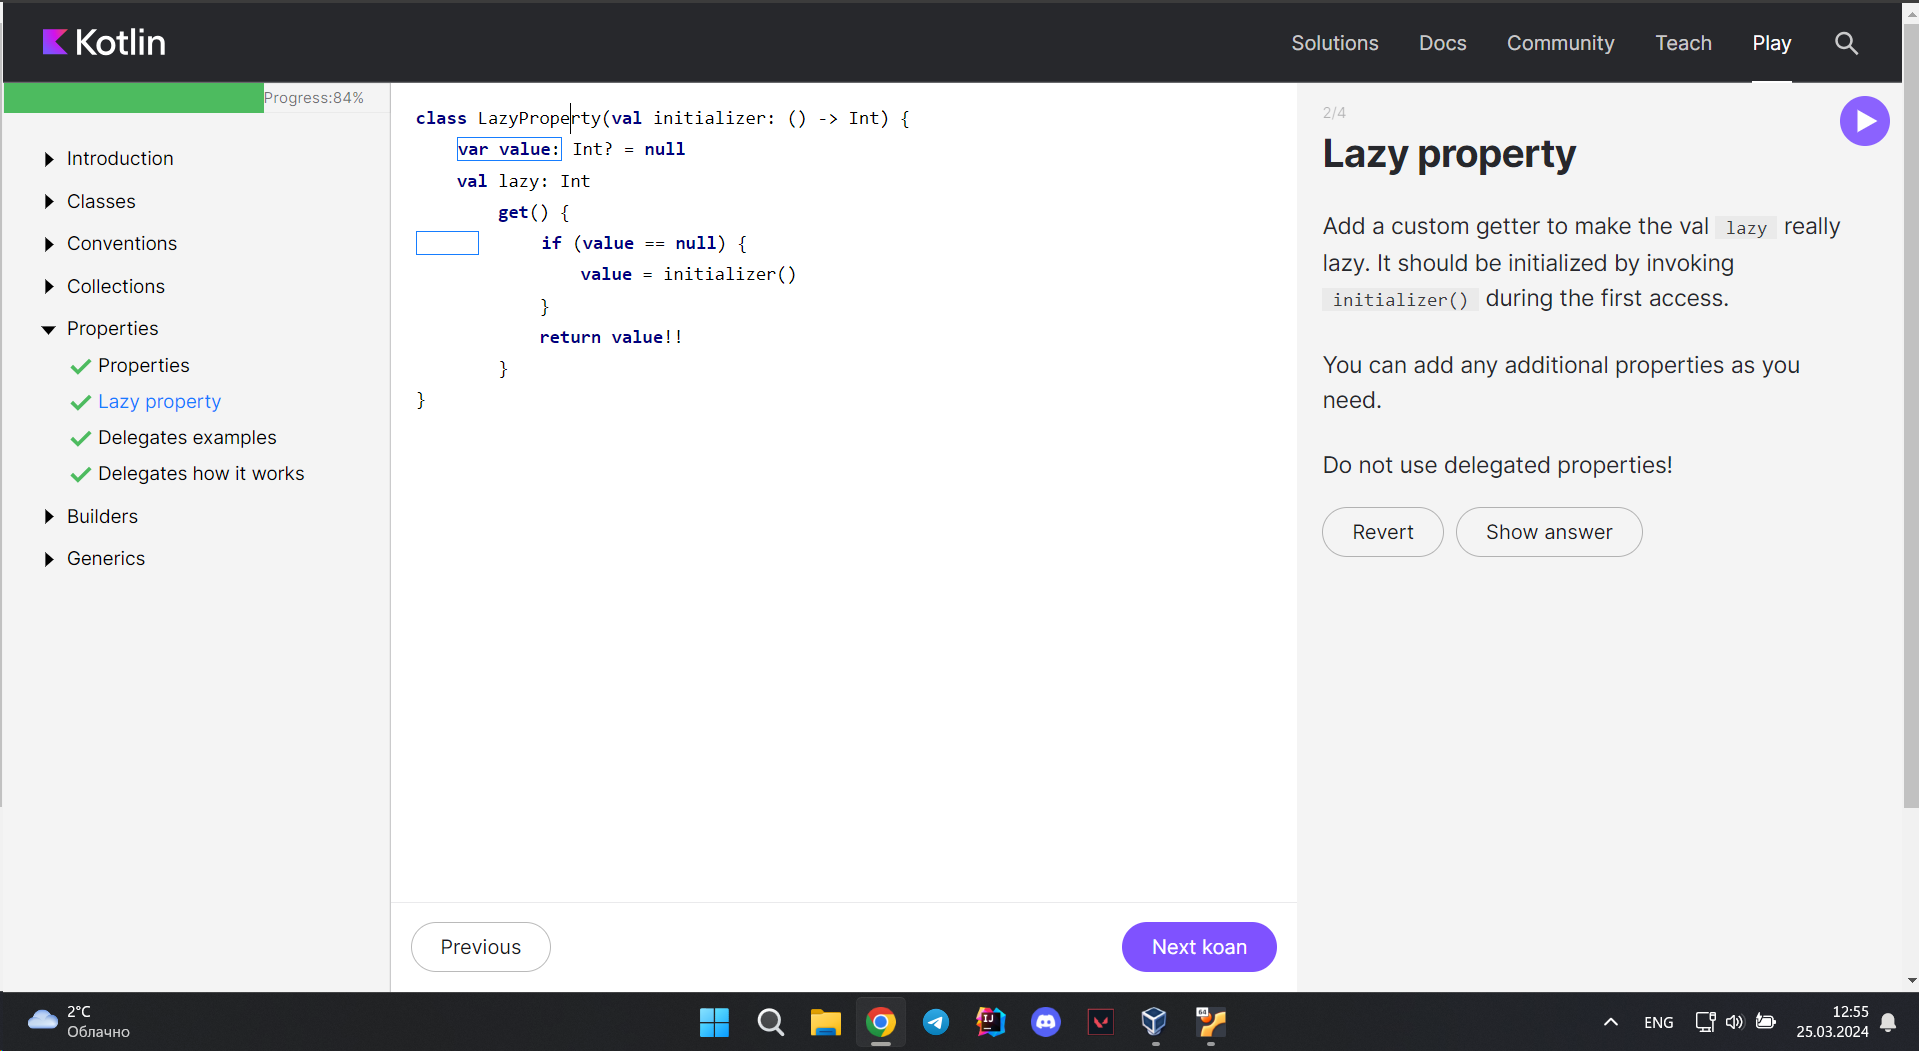 Kotlin
Solutions
Docs
Community
Teach
Play
Progress:84%
Introduction
Classes
Conventions
Collections
Properties
Properties
Lazy property
Delegates examples
Delegates how it works
Builders
Generics
class LazyProperty(val initializer: () -> Int) {
var value: Int? = null
val lazy: Int
get() {
if (value == null) {
value = initializer()
}
return value!!
}
}
Previous
Next koan
2/4
Lazy property
Add a custom getter to make the val lazy really
lazy. It should be initialized by invoking
initializer() during the first access.
You can add any additional properties as you
need.
Do not use delegated properties!
Revert
Show answer
2°C
Облачно
IJ
64
ENG
12:55
25.03.2024